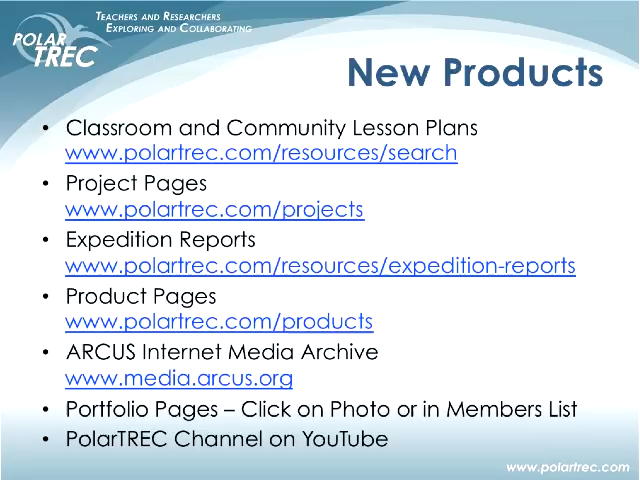 TEACHERS AND RESEARCHERS
EXPLORING AND COLLABORATING
POLAR
TREC
New Products
• Classroom and Community Lesson Plans
www.polartrec.com/resources/search
• Project Pages
www.polartrec.com/projects
• Expedition Reports
www.polartrec.com/resources/expedition-reports
• Product Pages
www.polartrec.com/products
• ARCUS Internet Media Archive
www.media.arcus.org
• Portfolio Pages – Click on Photo or in Members List
• PolarTREC Channel on YouTube
www.polartrec.com